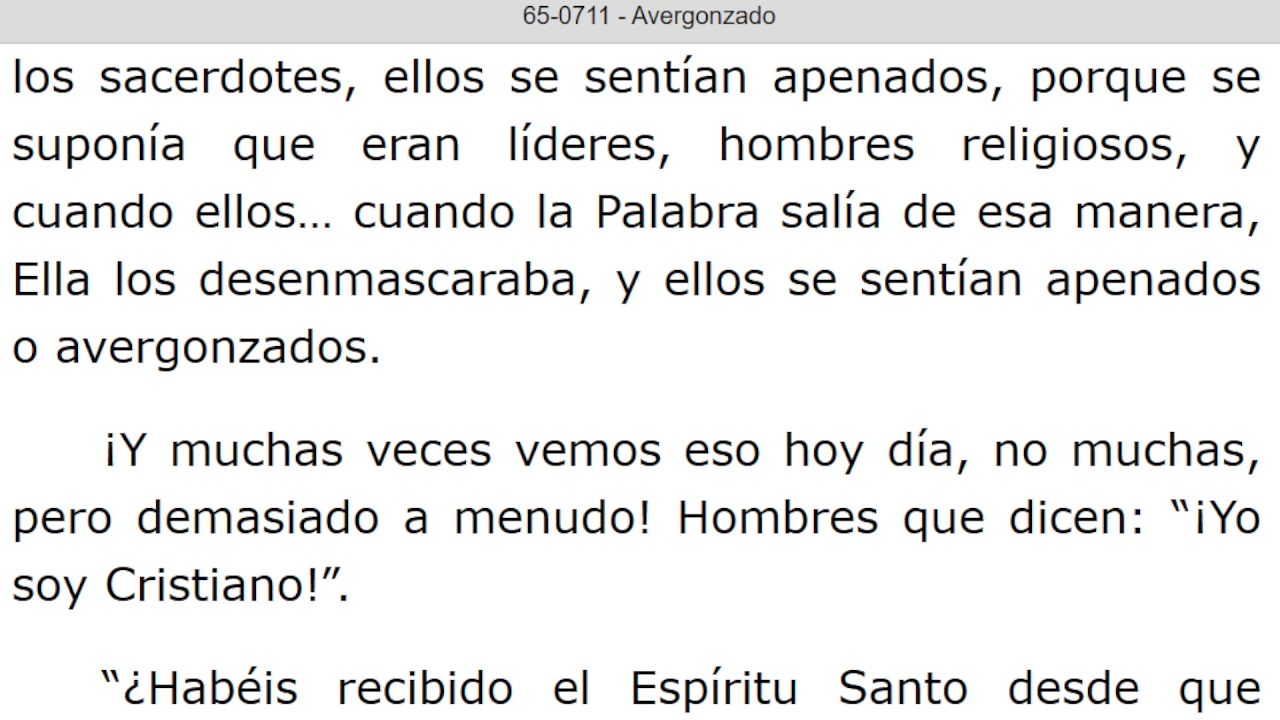 65-0711 - Avergonzado
los sacerdotes, ellos se sentían apenados, porque se
suponía que eran líderes, hombres religiosos, y
cuando ellos… cuando la Palabra salía de esa manera,
Ella los desenmascaraba, y ellos se sentían apenados
o avergonzados.
¡Y muchas veces vemos eso hoy día, no muchas,
pero demasiado a menudo! Hombres que dicen: “¡Yo
soy Cristiano!”.
“¿Habéis recibido el Espíritu Santo desde que